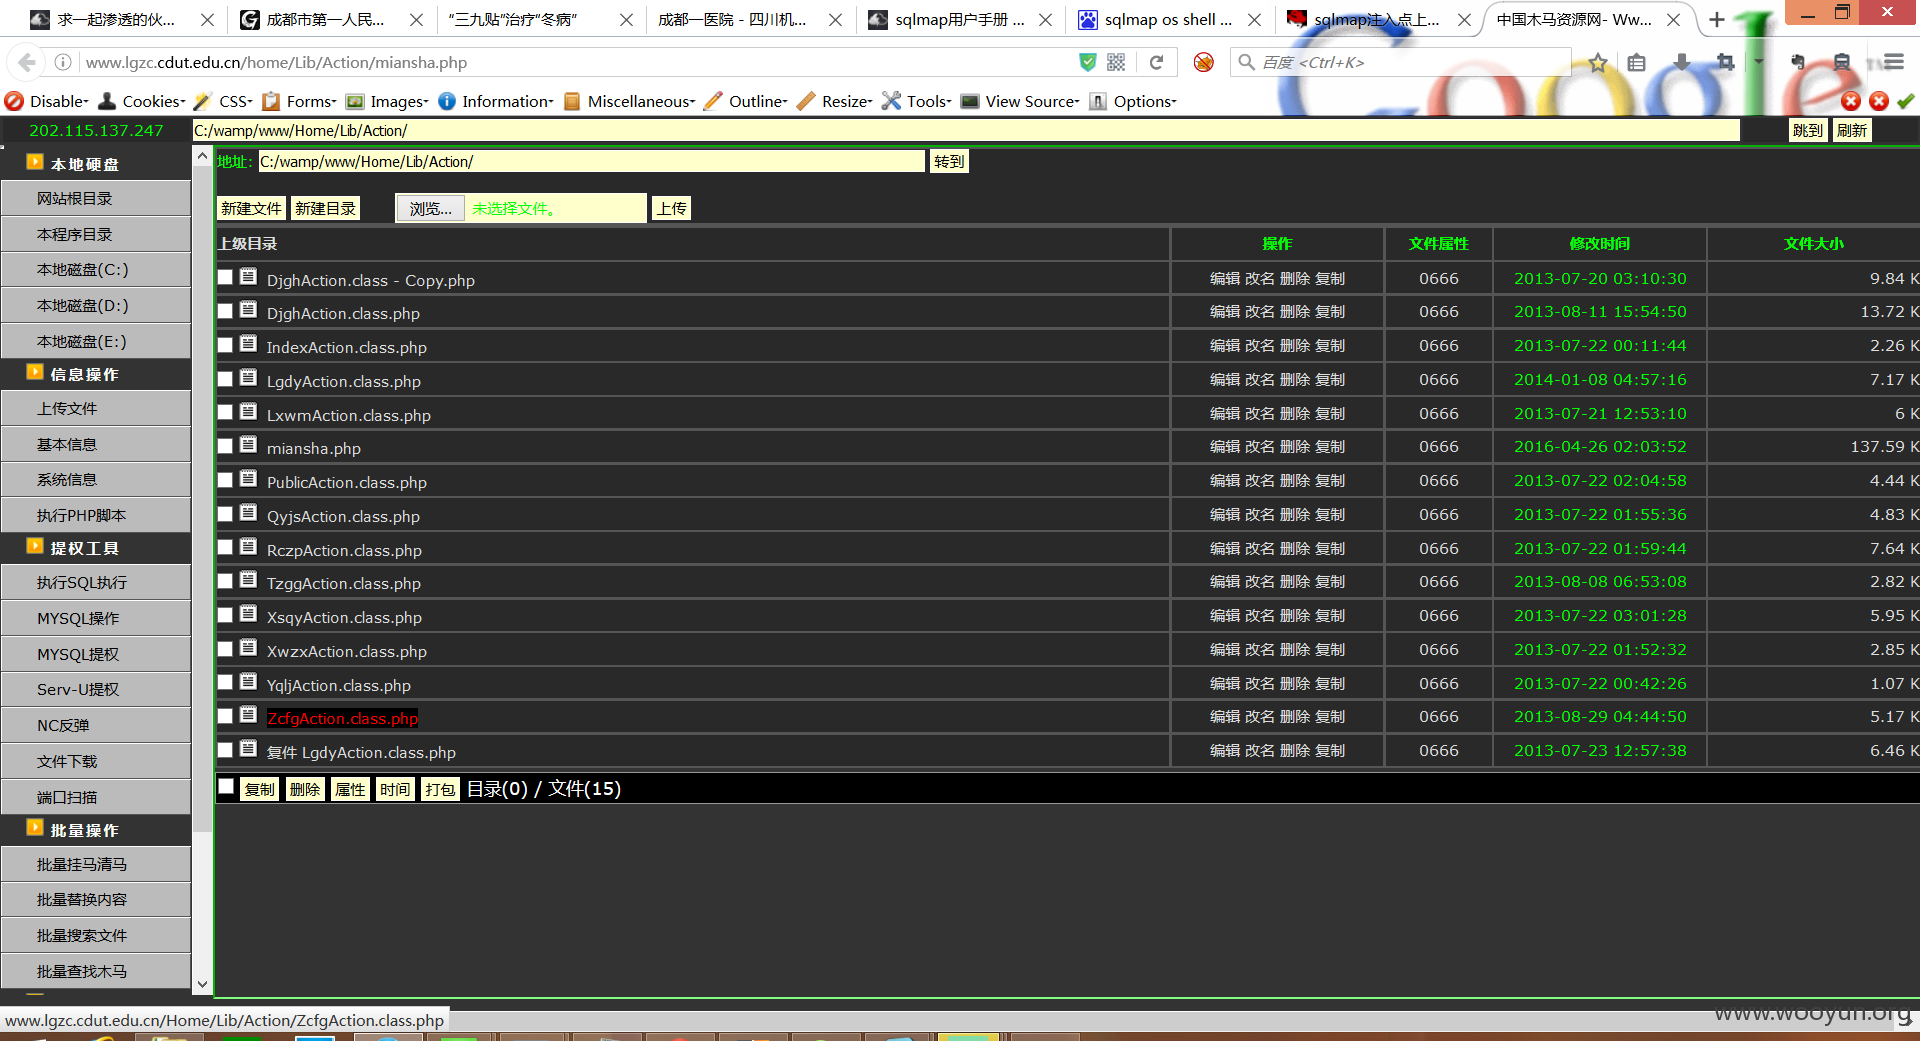 求一起渗透的伙... 成都市第一人民... "三九贴"治疗"冬病" 成都一医院 - 四川机... sqlmap用户手册 ... sqlmap os shell ... sqlmap注入点上... 中国木马资源网- Ww...
www.lgzc.cdut.edu.cn/home/Lib/Action/miansha.php 百度 <Ctrl+K>
Disable Cookies CSS Forms Images Information Miscellaneous Outline Resize Tools View Source Options
202.115.137.247 C:/wamp/www/Home/Lib/Action/ 跳到 刷新
本地硬盘
网站根目录
本程序目录
本地磁盘(C:)
本地磁盘(D:)
本地磁盘(E:)
信息操作
上传文件
基本信息
系统信息
执行PHP脚本
提权工具
执行SQL执行
MYSQL操作
MYSQL提权
Serv-U提权
NC反弹
文件下载
端口扫描
批量操作
批量挂马清马
批量替换内容
批量搜索文件
批量查找木马
地址: C:/wamp/www/Home/Lib/Action/ 转到
新建文件 新建目录 浏览... 未选择文件。 上传
上级目录 操作 文件属性 修改时间 文件大小
DjghAction.class - Copy.php 编辑 改名 删除 复制 0666 2013-07-20 03:10:30 9.84 K
DjghAction.class.php 编辑 改名 删除 复制 0666 2013-08-11 15:54:50 13.72 K
IndexAction.class.php 编辑 改名 删除 复制 0666 2013-07-22 00:11:44 2.26 K
LgdyAction.class.php 编辑 改名 删除 复制 0666 2014-01-08 04:57:16 7.17 K
LxwmAction.class.php 编辑 改名 删除 复制 0666 2013-07-21 12:53:10 6 K
miansha.php 编辑 改名 删除 复制 0666 2016-04-26 02:03:52 137.59 K
PublicAction.class.php 编辑 改名 删除 复制 0666 2013-07-22 02:04:58 4.44 K
QyjsAction.class.php 编辑 改名 删除 复制 0666 2013-07-22 01:55:36 4.83 K
RczpAction.class.php 编辑 改名 删除 复制 0666 2013-07-22 01:59:44 7.64 K
TzggAction.class.php 编辑 改名 删除 复制 0666 2013-08-08 06:53:08 2.82 K
XsqyAction.class.php 编辑 改名 删除 复制 0666 2013-07-22 03:01:28 5.95 K
XwzxAction.class.php 编辑 改名 删除 复制 0666 2013-07-22 01:52:32 2.85 K
YqljAction.class.php 编辑 改名 删除 复制 0666 2013-07-22 00:42:26 1.07 K
ZcfgAction.class.php 编辑 改名 删除 复制 0666 2013-08-29 04:44:50 5.17 K
复件 LgdyAction.class.php 编辑 改名 删除 复制 0666 2013-07-23 12:57:38 6.46 K
复制 删除 属性 时间 打包 目录(0) / 文件(15)
www.lgzc.cdut.edu.cn/Home/Lib/Action/ZcfgAction.class.php
www.wooyun.org